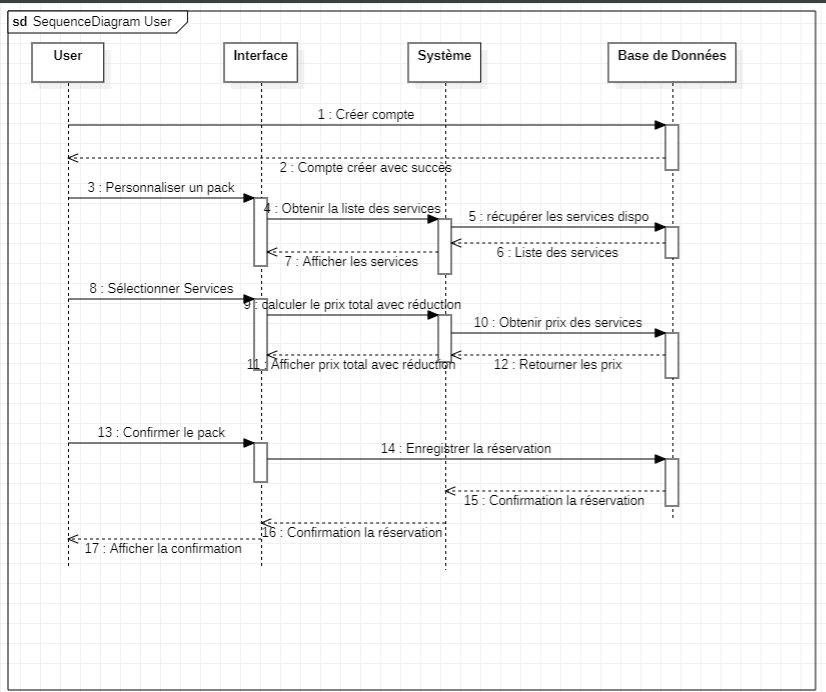 sd SequenceDiagram User
User
Interface
Système
Base de Données
1 : Créer compte
2 : Compte créer avec succès
3 : Personnaliser un pack
4 : Obtenir la liste des services
5 : récupérer les services dispo
6 : Liste des services
7 : Afficher les services
8 : Sélectionner Services
9 : calculer le prix total avec réduction
10 : Obtenir prix des services
11 : Afficher prix total avec réduction
12 : Retourner les prix
13 : Confirmer le pack
14 : Enregistrer la réservation
15 : Confirmation la réservation
16 : Confirmation la réservation
17 : Afficher la confirmation